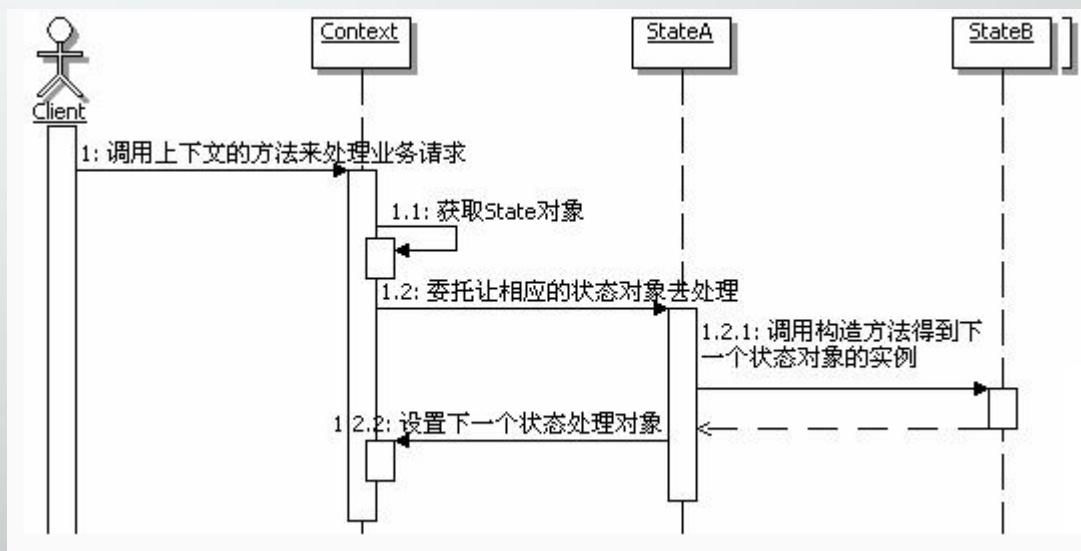 Context
StateA
StateB
]
Client
1: 调用上下文的方法来处理业务请求
1.1: 获取State对象
1.2: 委托让相应的状态对象去处理
1.2.1: 调用构造方法得到下
一个状态对象的实例
1.2.2: 设置下一个状态处理对象